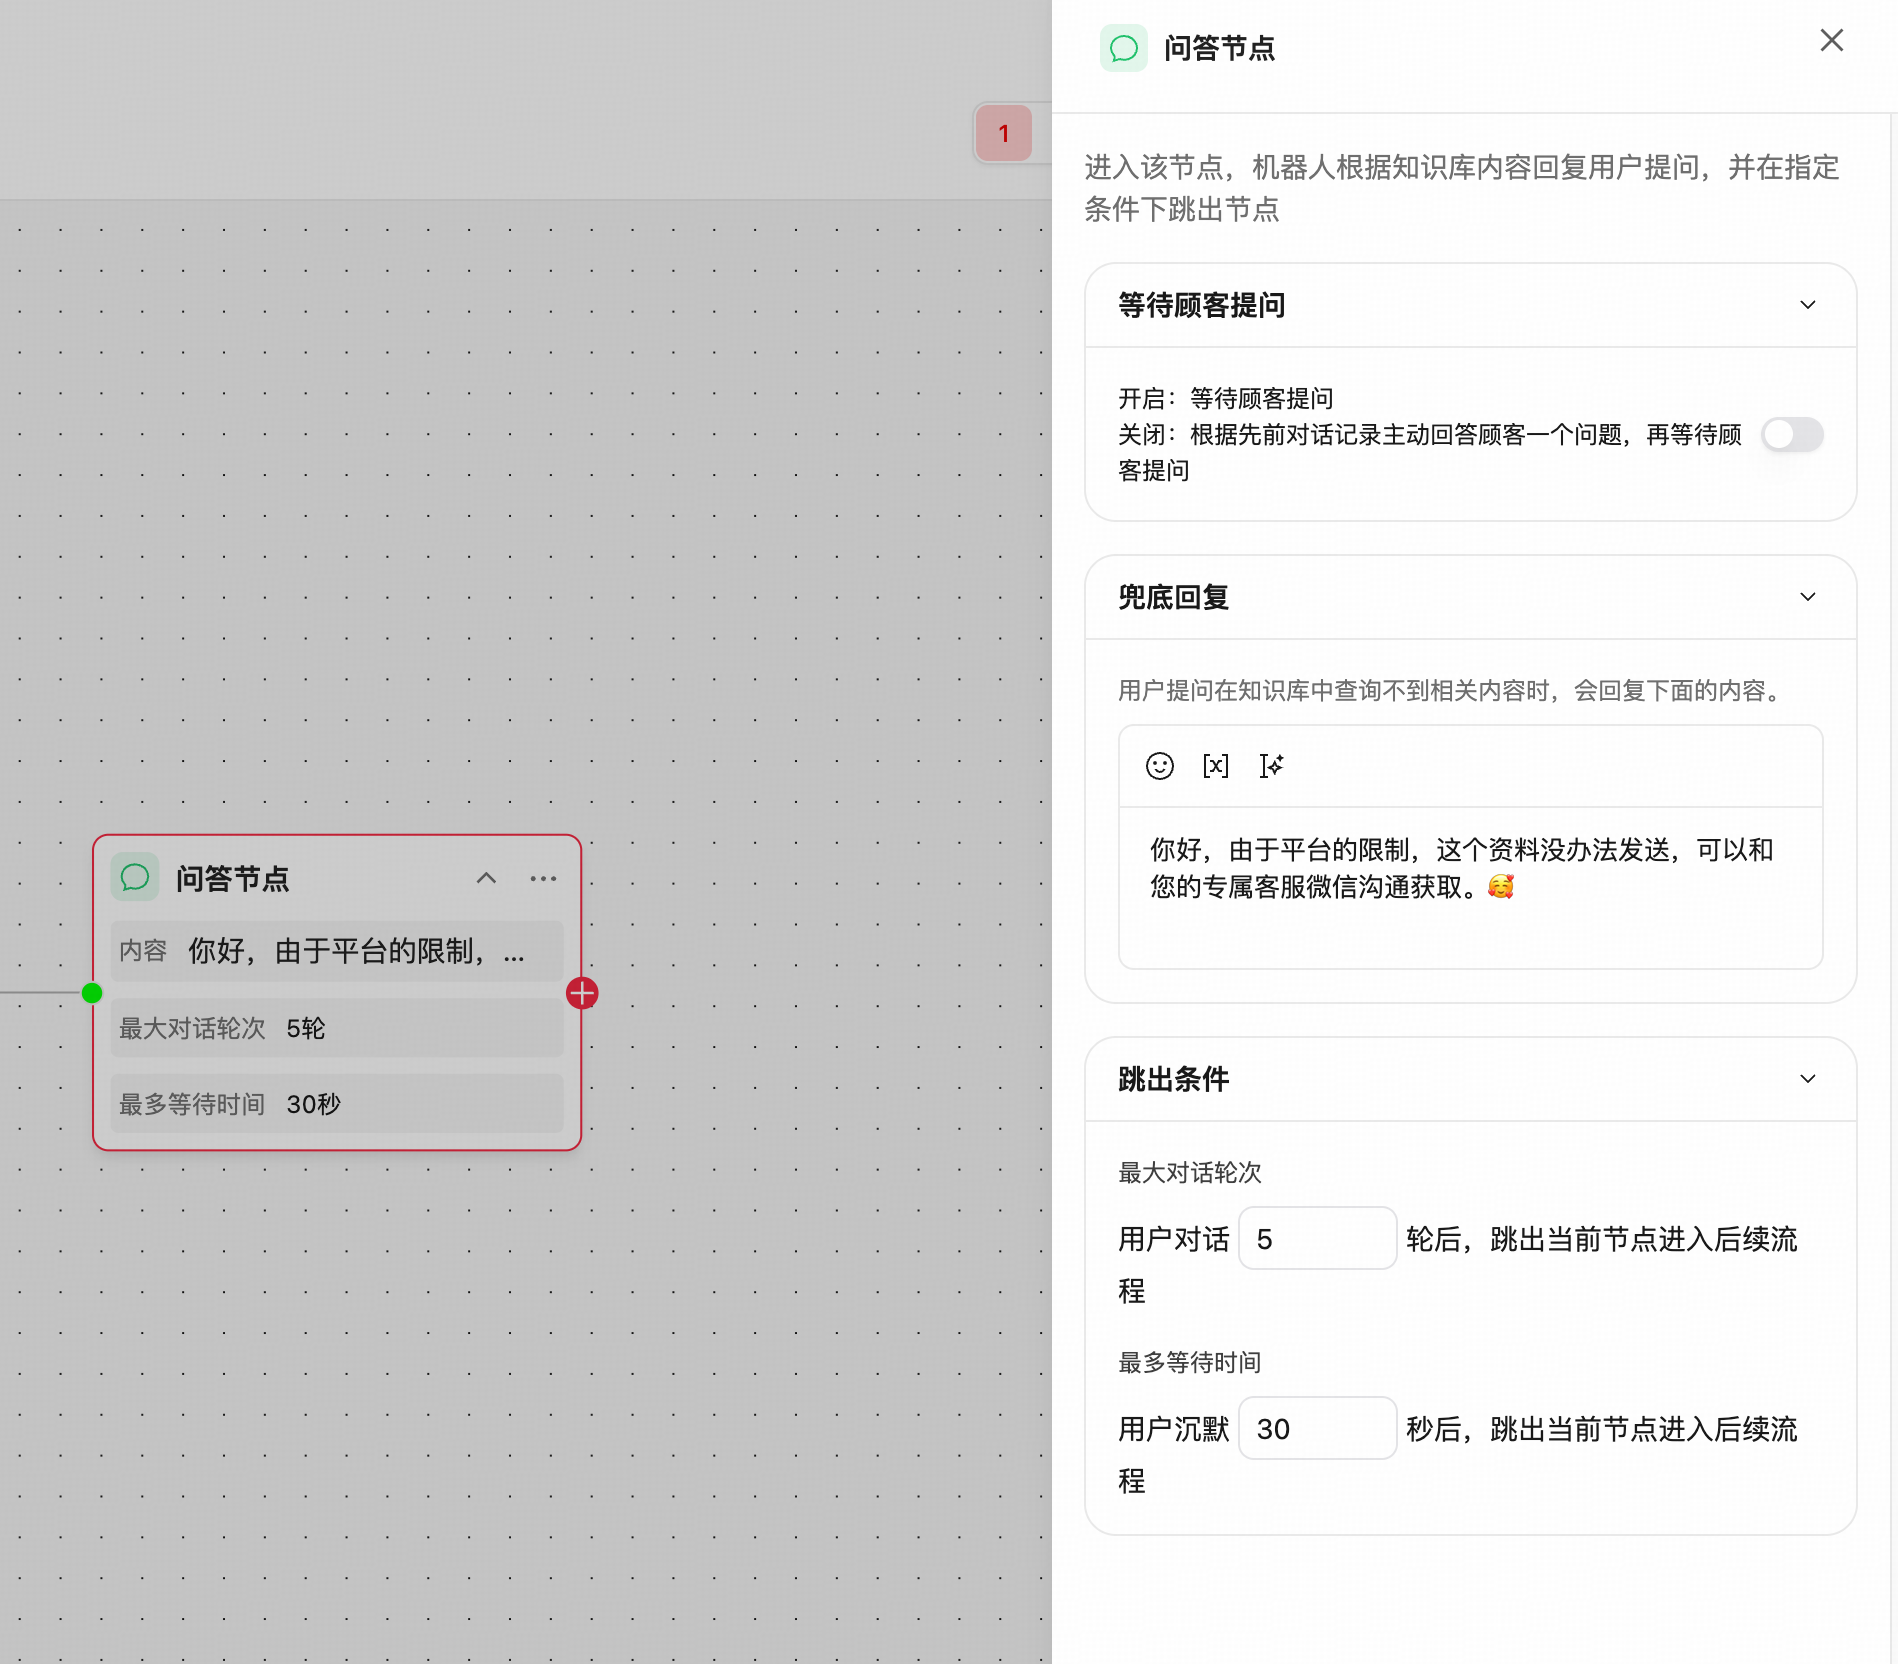 1
问答节点
内容 你好，由于平台的限制，...
最大对话轮次 5轮
最多等待时间 30秒
问答节点
进入该节点，机器人根据知识库内容回复用户提问，并在指定
条件下跳出节点
等待顾客提问
开启：等待顾客提问
关闭：根据先前对话记录主动回答顾客一个问题，再等待顾
客提问
兜底回复
用户提问在知识库中查询不到相关内容时，会回复下面的内容。
你好，由于平台的限制，这个资料没办法发送，可以和
您的专属客服微信沟通获取。🥰
跳出条件
最大对话轮次
用户对话 5 轮后，跳出当前节点进入后续流
程
最多等待时间
用户沉默 30 秒后，跳出当前节点进入后续流
程